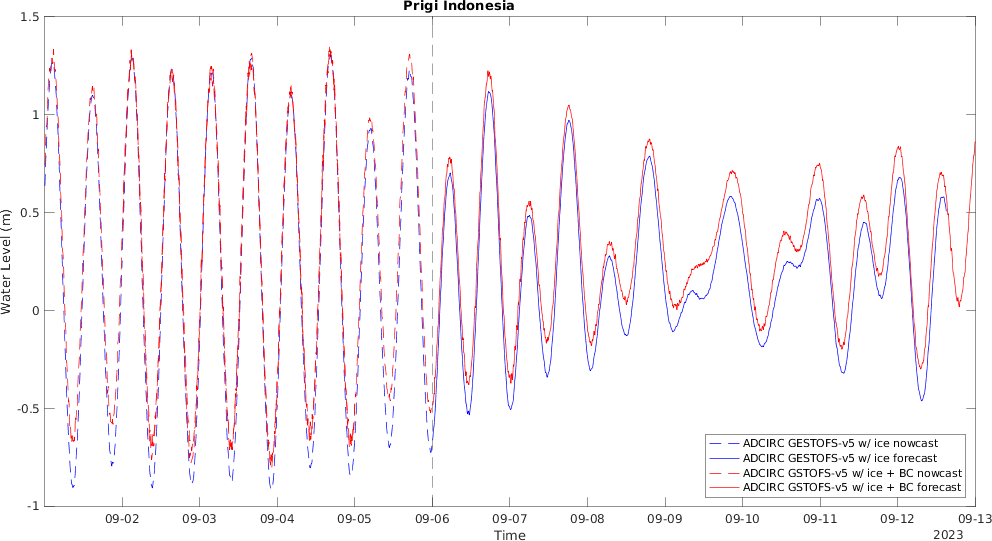 Prigi Indonesia
1.5
1
0.5
0
-0.5
-1
Water Level (m)
ADCIRC GESTOFS-v5 w/ ice nowcast
ADCIRC GESTOFS-v5 w/ ice forecast
ADCIRC GSTOFS-v5 w/ ice + BC nowcast
ADCIRC GSTOFS-v5 w/ ice + BC forecast
09-02 09-03 09-04 09-05 09-06 09-07 09-08 09-09 09-10 09-11 09-12 09-13
Time
2023